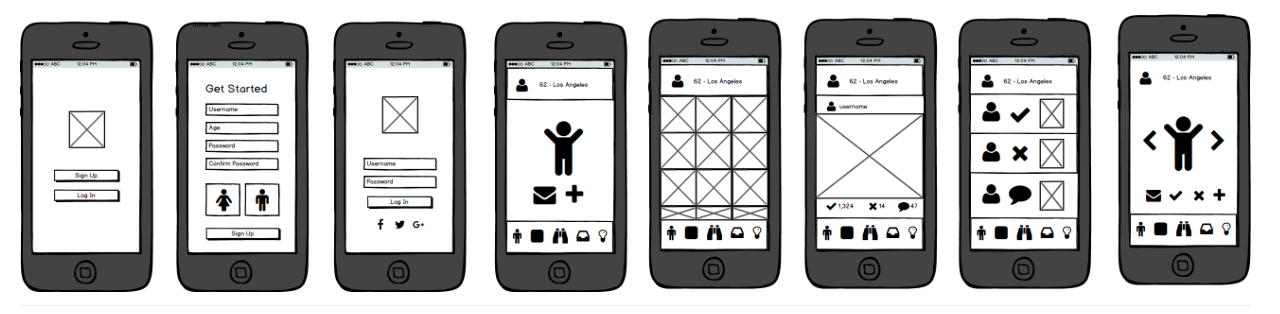 ABC 12:04 PM
Sign Up
Log In
ABC 12:04 PM
Get Started
Username
Age
Password
Confirm Password
Sign Up
ABC 12:04 PM
Username
Password
Log In
f G+
ABC 12:04 PM
62 - Los Angeles
ABC 12:04 PM
62 - Los Angeles
ABC 12:04 PM
62 - Los Angeles
username
1,324 14 47
ABC 12:04 PM
62 - Los Angeles
ABC 12:04 PM
62 - Los Angeles